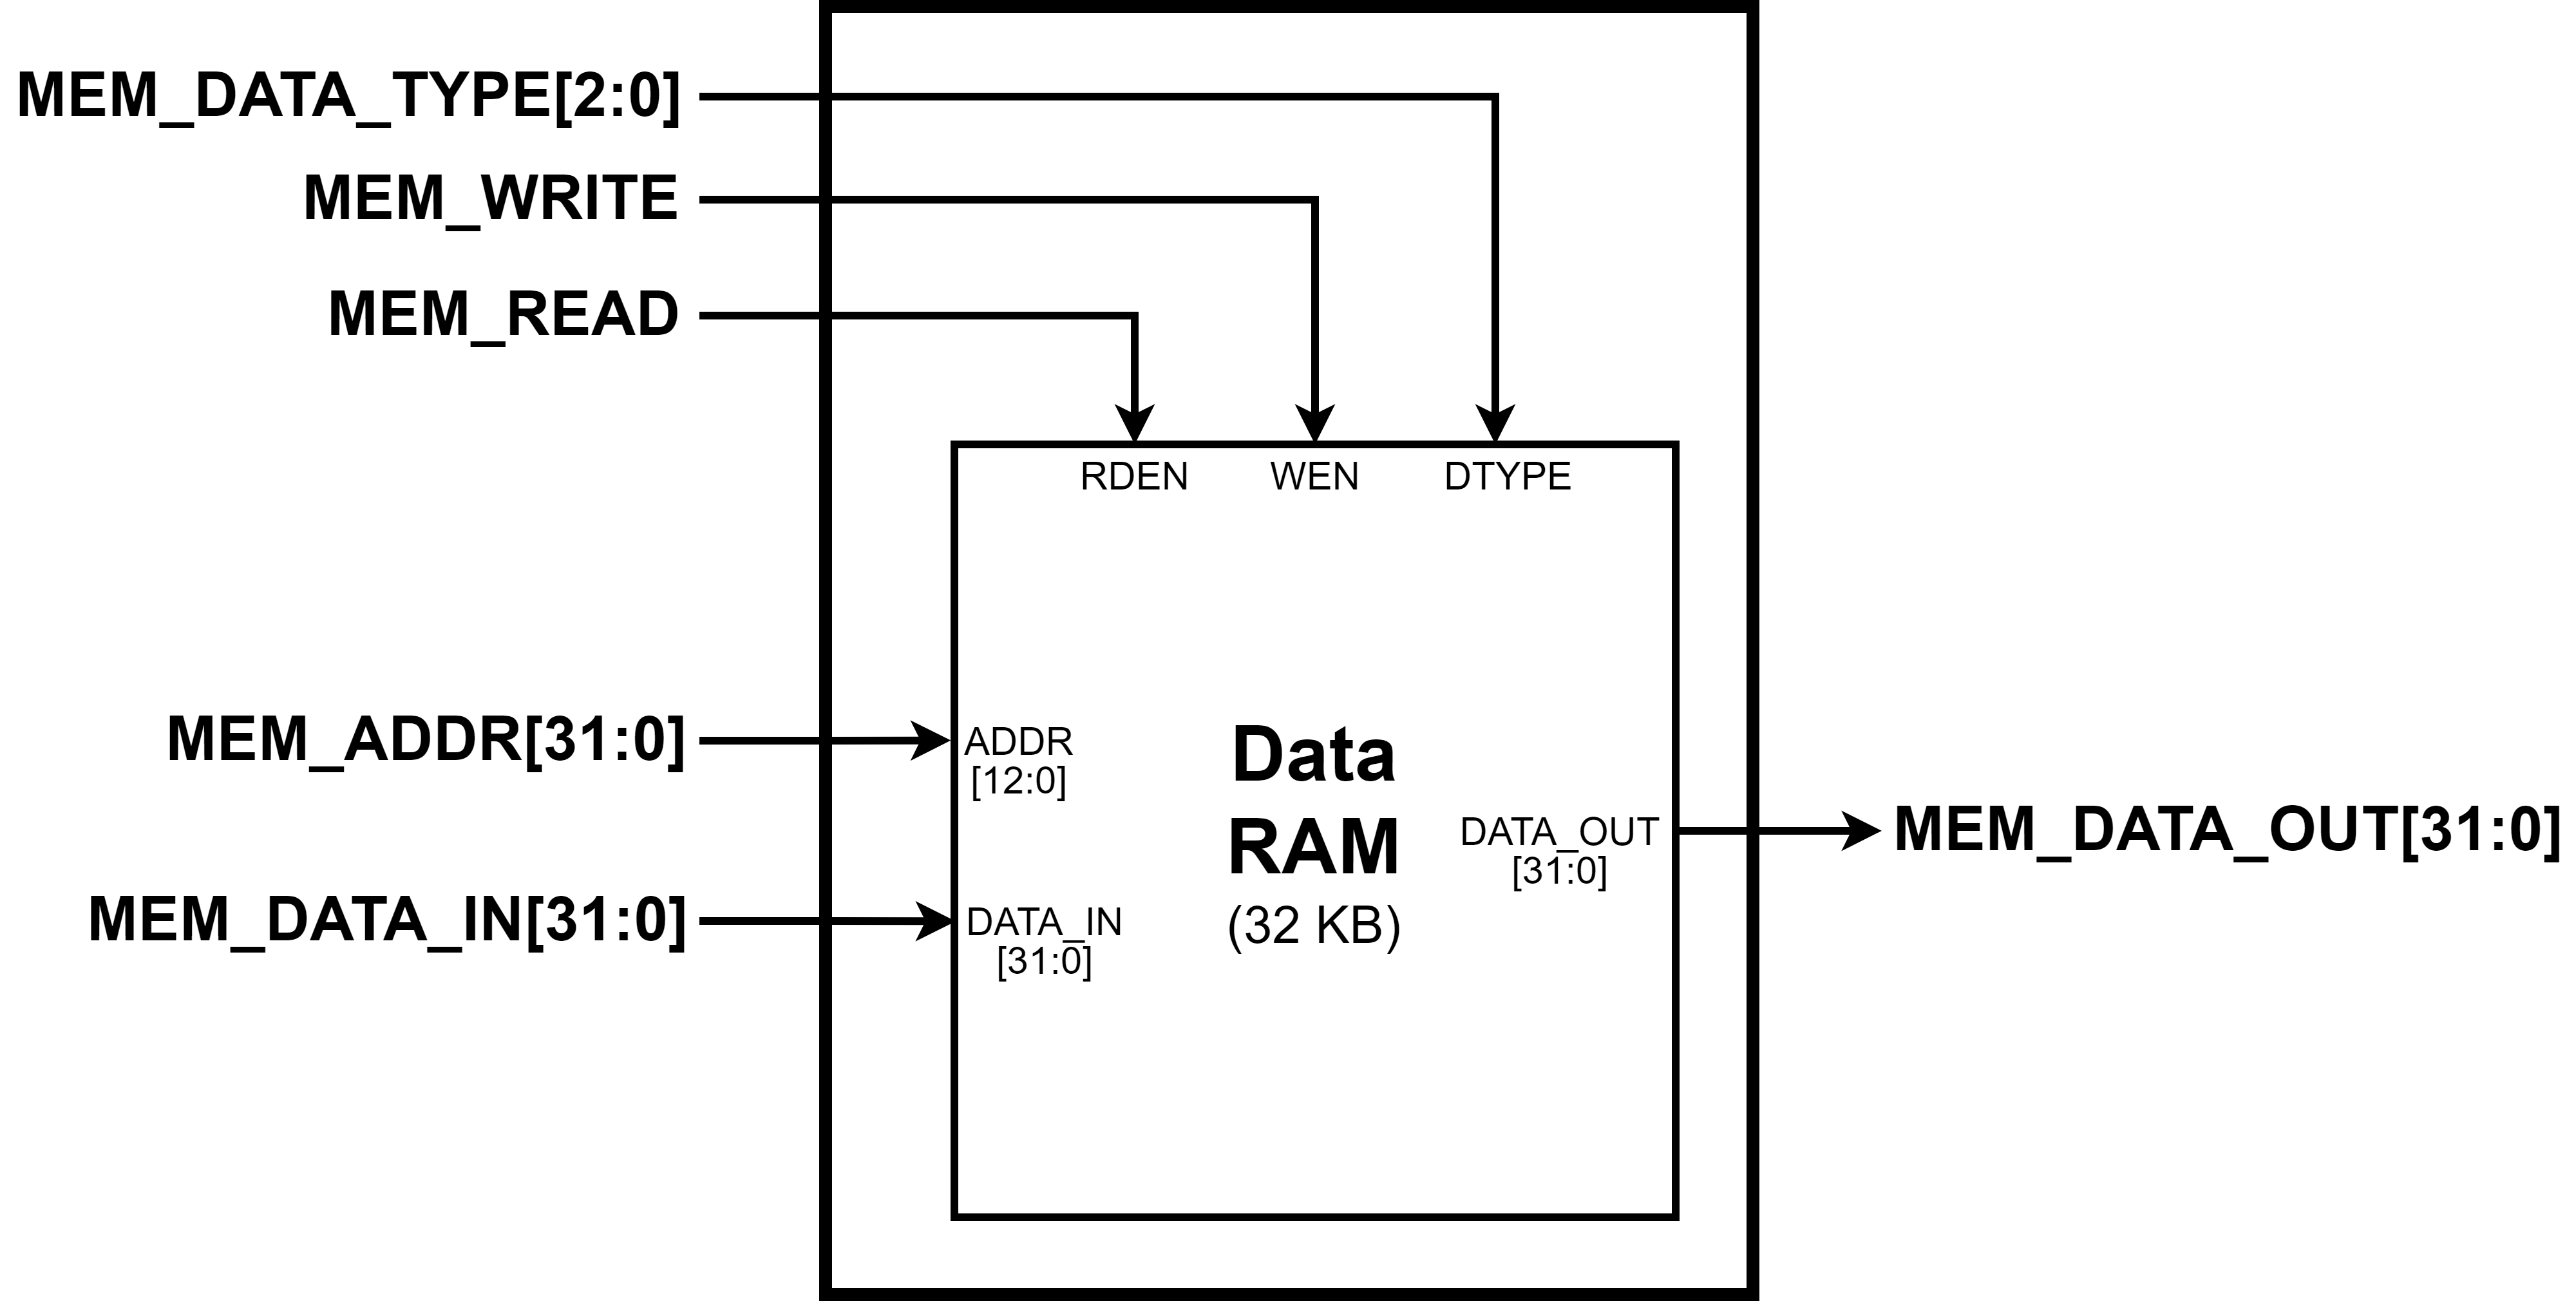 MEM_DATA_TYPE[2:0]
MEM_WRITE
MEM_READ
RDEN
WEN
DTYPE
MEM_ADDR[31:0]
ADDR
[12:0]
MEM_DATA_IN[31:0]
DATA_IN
[31:0]
Data
RAM
(32 KB)
DATA_OUT
[31:0]
MEM_DATA_OUT[31:0]